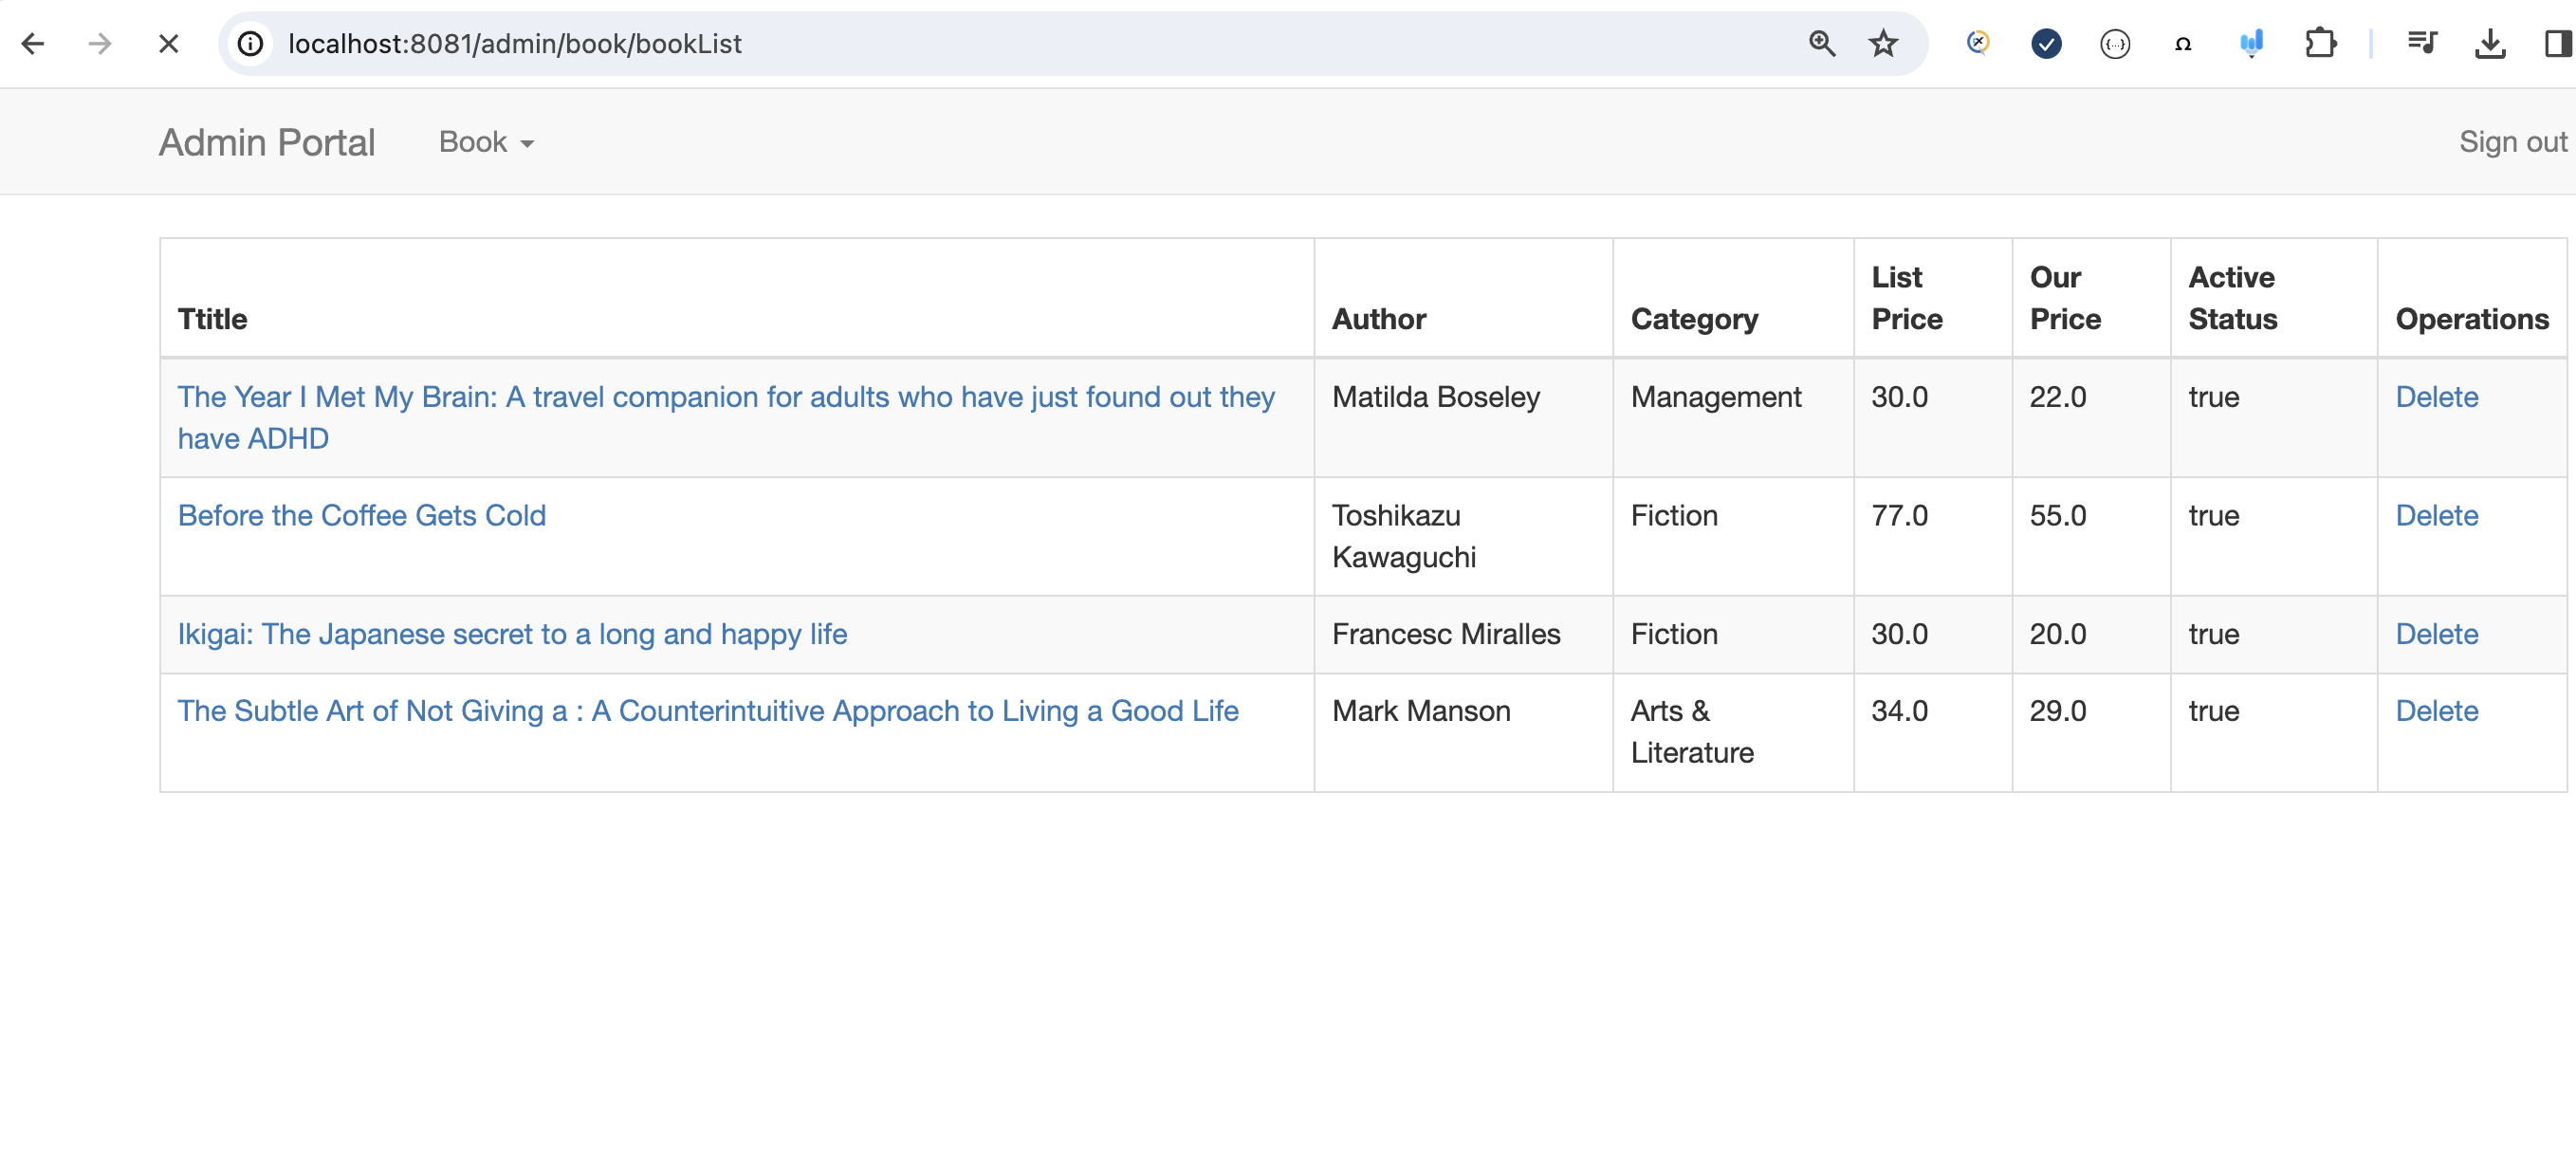 localhost:8081/admin/book/bookList
Admin Portal Book Sign out
Ttitle Author Category List Price Our Price Active Status Operations
The Year I Met My Brain: A travel companion for adults who have just found out they have ADHD Matilda Boseley Management 30.0 22.0 true Delete
Before the Coffee Gets Cold Toshikazu Kawaguchi Fiction 77.0 55.0 true Delete
Ikigai: The Japanese secret to a long and happy life Francesc Miralles Fiction 30.0 20.0 true Delete
The Subtle Art of Not Giving a : A Counterintuitive Approach to Living a Good Life Mark Manson Arts & Literature 34.0 29.0 true Delete